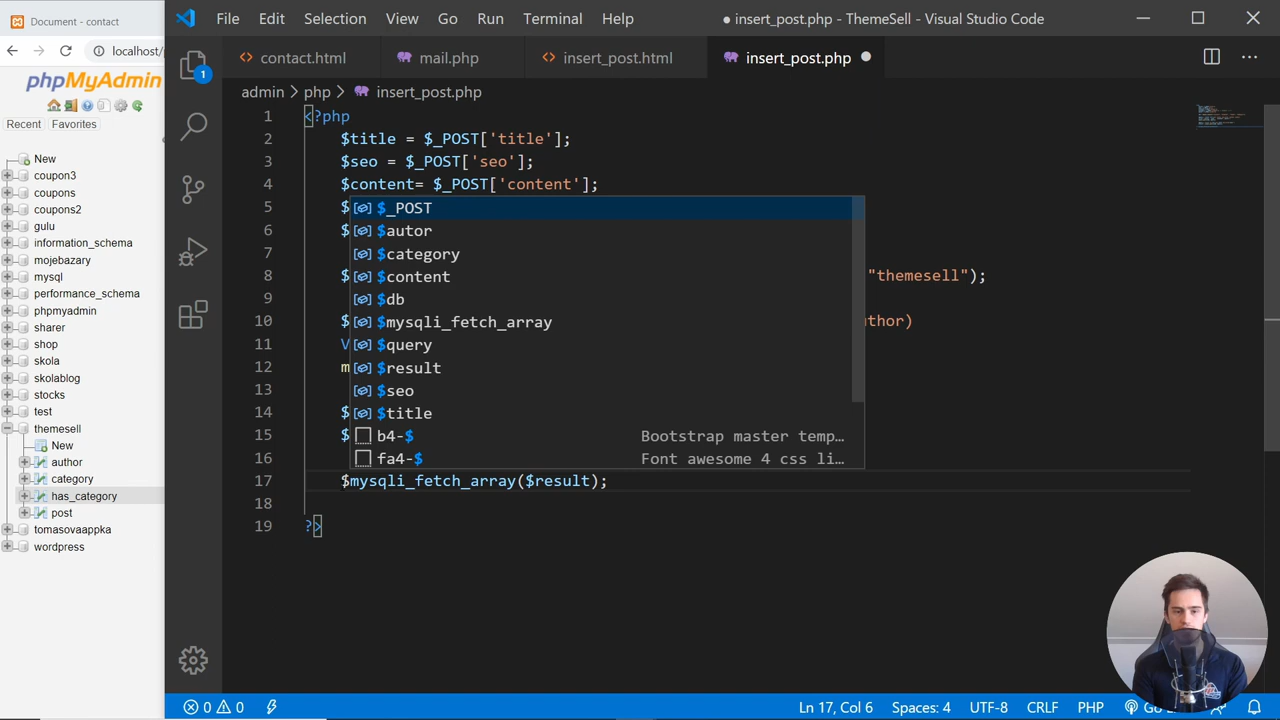 Document - contact
File Edit Selection View Go Run Terminal Help
● insert_post.php - ThemeSell - Visual Studio Code
localhost/
contact.html mail.php insert_post.html insert_post.php
phpMyAdmin
1
admin > php > insert_post.php
Recent Favorites
New
coupon3
coupons
coupons2
gulu
information_schema
mojebazary
mysql
performance_schema
phpmyadmin
sharer
shop
skola
skolablog
stocks
test
themesell
New
author
category
has_category
post
tomasovaappka
wordpress
1 <?php
2 $title = $_POST['title'];
3 $seo = $_POST['seo'];
4 $content= $_POST['content'];
5 $
6 $
7
8 $ "themesell");
9
10 $ thor)
11 V
12 m
13
14 $
15 $
16
17 $mysqli_fetch_array($result);
18
19 ?>
$_POST
$autor
$category
$content
$db
$mysqli_fetch_array
$query
$result
$seo
$title
b4-$ Bootstrap master temp…
fa4-$ Font awesome 4 css li…
0 0 Ln 17, Col 6 Spaces: 4 UTF-8 CRLF PHP Go